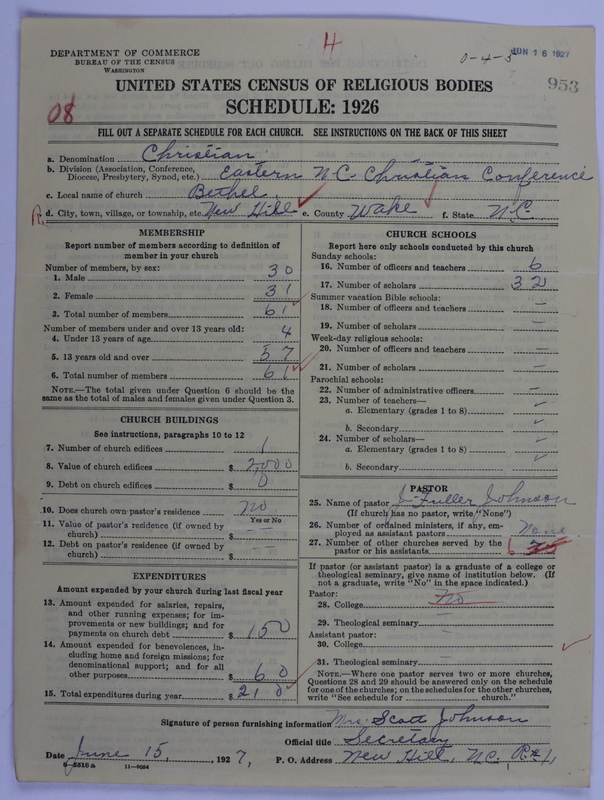 4
DEPARTMENT OF COMMERCE
BUREAU OF THE CENSUS
WASHINGTON
0-4-5
JUN 16 1927
953
UNITED STATES CENSUS OF RELIGIOUS BODIES
SCHEDULE: 1926
08
FILL OUT A SEPARATE SCHEDULE FOR EACH CHURCH. SEE INSTRUCTIONS ON THE BACK OF THIS SHEET
a. Denomination Christian
b. Division (Association, Conference, Diocese, Presbytery, Synod, etc.) Eastern N-C. Christian Conference
c. Local name of church Bethel
d. City, town, village, or township, etc. New Hill e. County Wake f. State N.C.
MEMBERSHIP
Report number of members according to definition of
member in your church
Number of members, by sex:
1. Male 30
2. Female 31
3. Total number of members 61
Number of members under and over 13 years old:
4. Under 13 years of age 4
5. 13 years old and over 57
6. Total number of members 61
NOTE.—The total given under Question 6 should be the
same as the total of males and females given under Question 3.
CHURCH BUILDINGS
See instructions, paragraphs 10 to 12
7. Number of church edifices 1
8. Value of church edifices $ 2,000
9. Debt on church edifices $ 0
10. Does church own pastor's residence no
Yes or No
11. Value of pastor's residence (if owned by
church) $ — —
12. Debt on pastor's residence (if owned by
church) $ — —
EXPENDITURES
Amount expended by your church during last fiscal year
13. Amount expended for salaries, repairs,
and other running expenses; for im-
provements or new buildings; and for
payments on church debt $ 150
14. Amount expended for benevolences, in-
cluding home and foreign missions; for
denominational support; and for all
other purposes $ 60
15. Total expenditures during year $ 210
CHURCH SCHOOLS
Report here only schools conducted by this church
Sunday schools:
16. Number of officers and teachers 6
17. Number of scholars 32
Summer vacation Bible schools:
18. Number of officers and teachers —
19. Number of scholars —
Week-day religious schools:
20. Number of officers and teachers —
21. Number of scholars —
Parochial schools:
22. Number of administrative officers —
23. Number of teachers—
a. Elementary (grades 1 to 8)
b. Secondary
24. Number of scholars—
a. Elementary (grades 1 to 8)
b. Secondary
PASTOR
25. Name of pastor J. Fuller Johnson
(If church has no pastor, write "None")
26. Number of ordained ministers, if any, em-
ployed as assistant pastors None
27. Number of other churches served by the
pastor or his assistants 6
If pastor (or assistant pastor) is a graduate of a college or
theological seminary, give name of institution below. (If
not a graduate, write "No" in the space indicated.)
Pastor:
28. College No
29. Theological seminary —
Assistant pastor:
30. College —
31. Theological seminary —
NOTE.—Where one pastor serves two or more churches,
Questions 28 and 29 should be answered only on the schedule
for one of the churches; on the schedules for the other churches,
write "See schedule for church."
Signature of person furnishing information Mrs. Scott Johnson
Official title Secretary
Date June 15, 1927, P. O. Address New Hill, N.C. R#1,
8-5518 a 11-9054